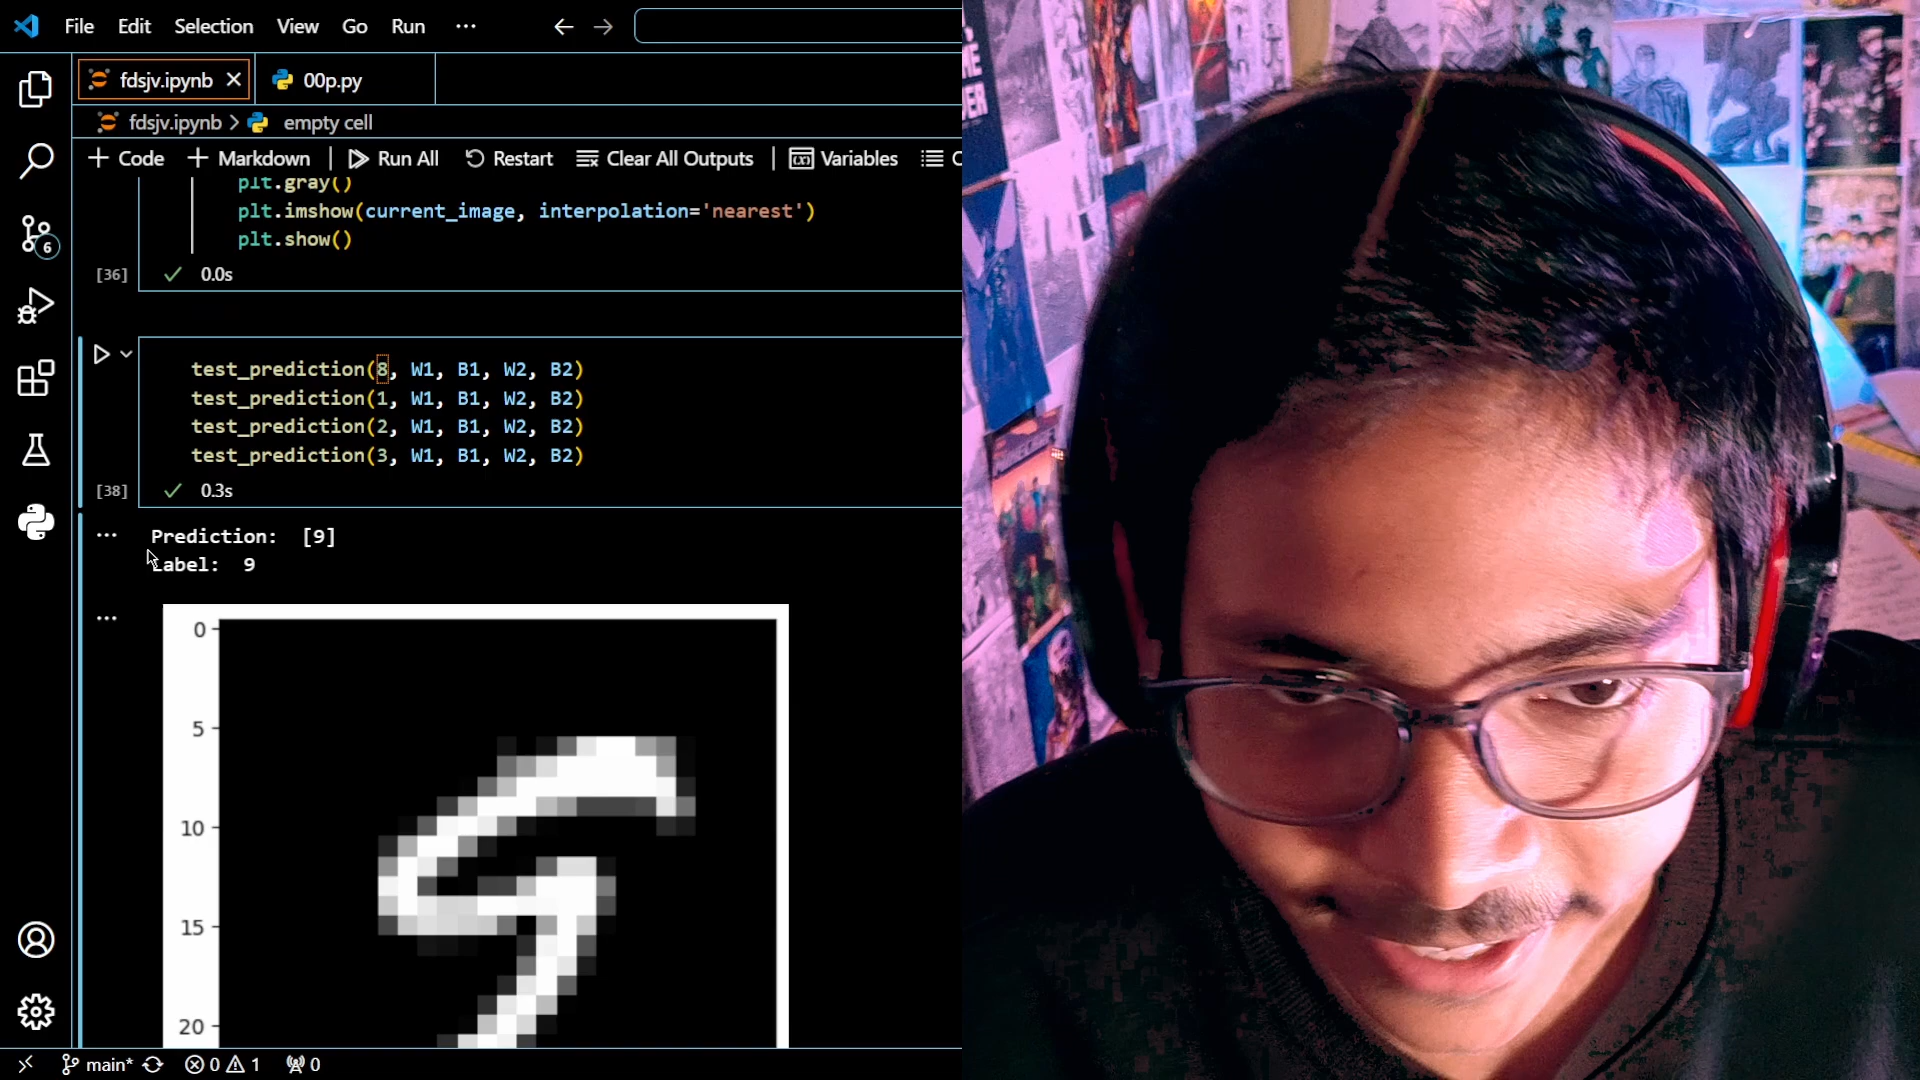 File Edit Selection View Go Run ···
fdsjv.ipynb 00p.py
fdsjv.ipynb > empty cell
+ Code + Markdown | Run All Restart Clear All Outputs | Variables
plt.gray()
plt.imshow(current_image, interpolation='nearest')
plt.show()
[36] 0.0s
test_prediction(8, W1, B1, W2, B2)
test_prediction(1, W1, B1, W2, B2)
test_prediction(2, W1, B1, W2, B2)
test_prediction(3, W1, B1, W2, B2)
[38] 0.3s
Prediction: [9]
Label: 9
0
5
10
15
20
6
main* 0 1 0